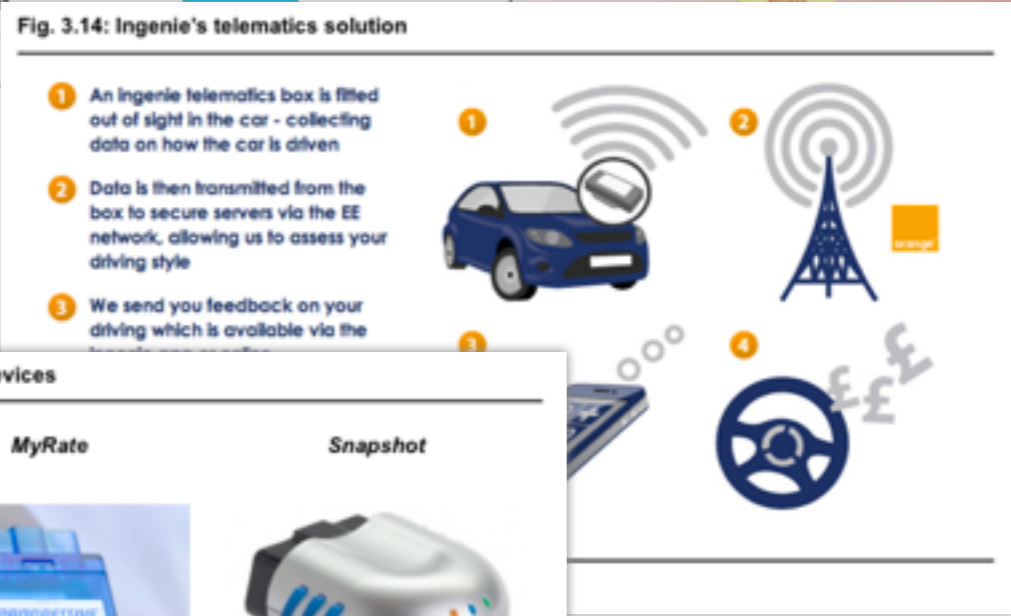 Fig. 3.14: Ingenie's telematics solution
1 An ingenie telematics box is fitted
out of sight in the car - collecting
data on how the car is driven
2 Data is then transmitted from the
box to secure servers via the EE
network, allowing us to assess your
driving style
3 We send you feedback on your
driving which is available via the
1
2
orange
3
4
£
£
£
vices
MyRate
Snapshot
PROGRESSIVE